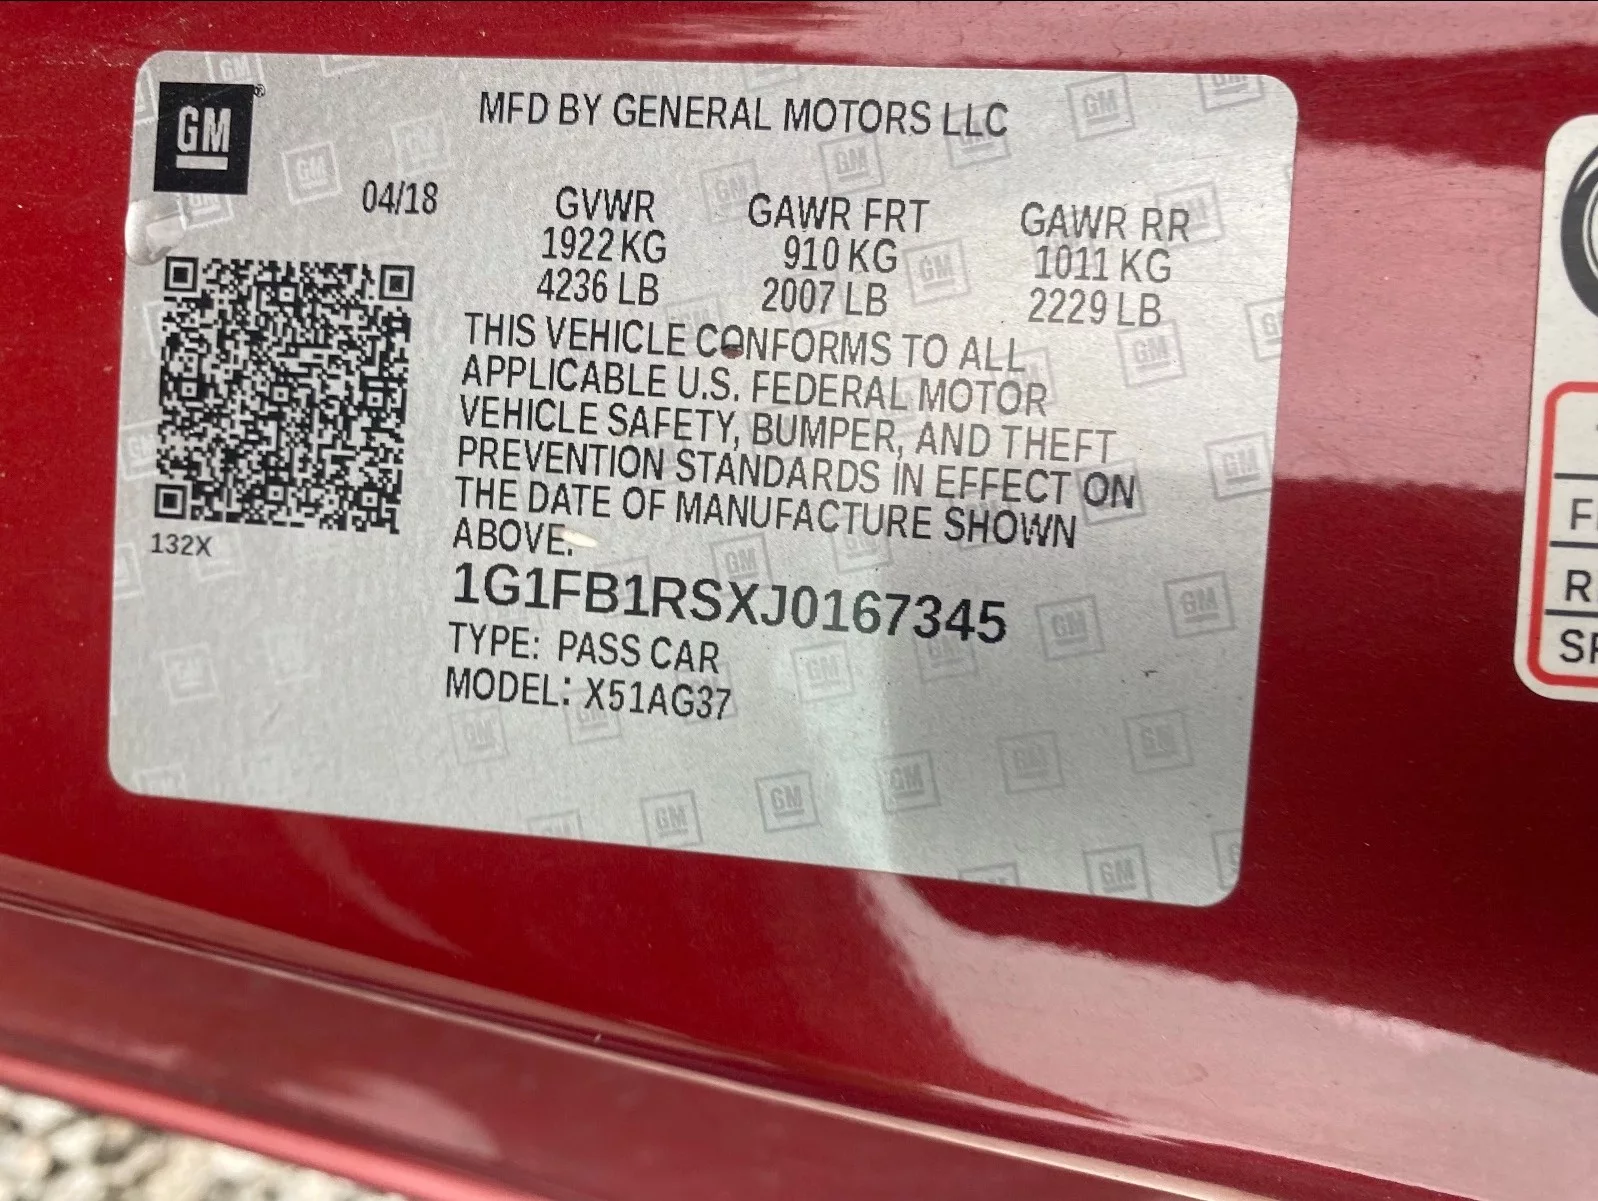 GM®
MFD BY GENERAL MOTORS LLC
04/18
GVWR
1922 KG
4236 LB
GAWR FRT
910 KG
2007 LB
GAWR RR
1011 KG
2229 LB
THIS VEHICLE CONFORMS TO ALL
APPLICABLE U.S. FEDERAL MOTOR
VEHICLE SAFETY, BUMPER, AND THEFT
PREVENTION STANDARDS IN EFFECT ON
THE DATE OF MANUFACTURE SHOWN
ABOVE.
132X
1G1FB1RSXJ0167345
TYPE: PASS CAR
MODEL: X51AG37